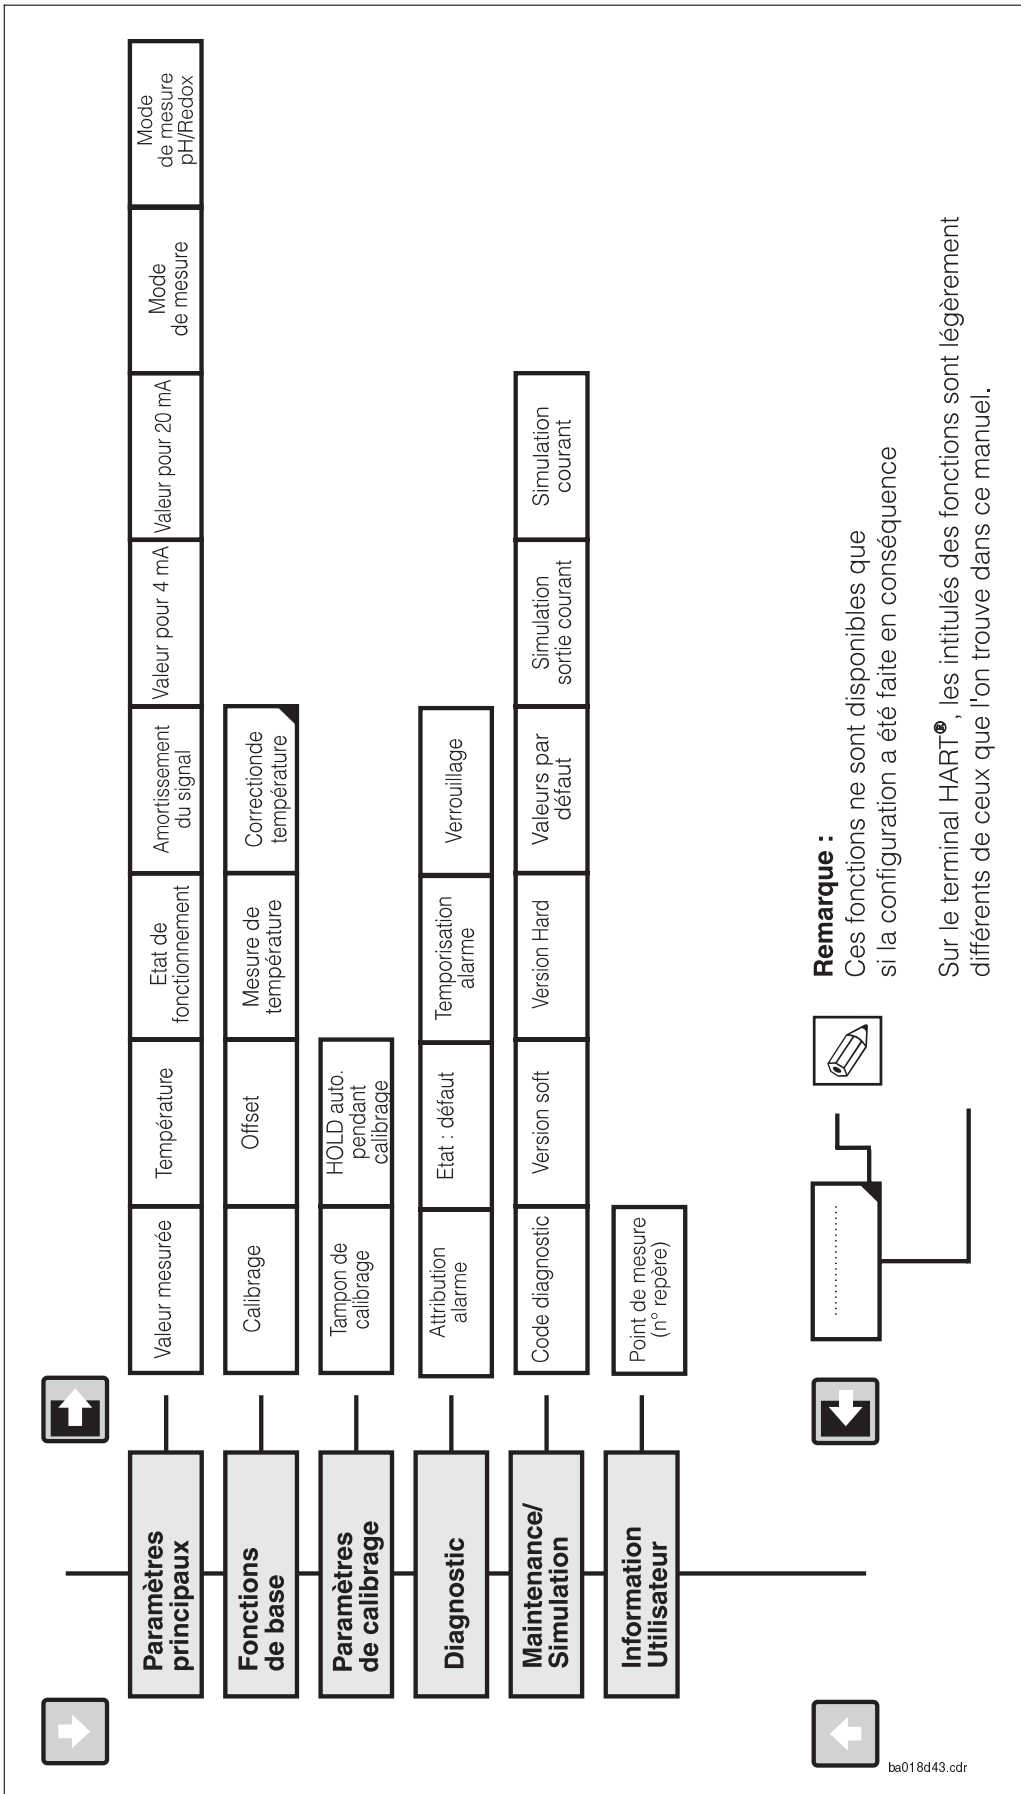 Paramètres
principaux
Valeur mesurée
Température
Etat de
fonctionnement
Amortissement
du signal
Valeur pour 4 mA
Valeur pour 20 mA
Mode
de mesure
Mode
de mesure
pH/Redox
Fonctions
de base
Calibrage
Offset
Mesure de
température
Correctionde
température
Paramètres
de calibrage
Tampon de
calibrage
HOLD auto.
pendant
calibrage
Diagnostic
Attribution
alarme
Etat : défaut
Temporisation
alarme
Verrouillage
Maintenance/
Simulation
Code diagnostic
Version soft
Version Hard
Valeurs par
défaut
Simulation
sortie courant
Simulation
courant
Information
Utilisateur
Point de mesure
(n° repère)
....................
Remarque :
Ces fonctions ne sont disponibles que
si la configuration a été faite en conséquence
Sur le terminal HART®, les intitulés des fonctions sont légèrement
différents de ceux que l'on trouve dans ce manuel.
ba018d43.cdr